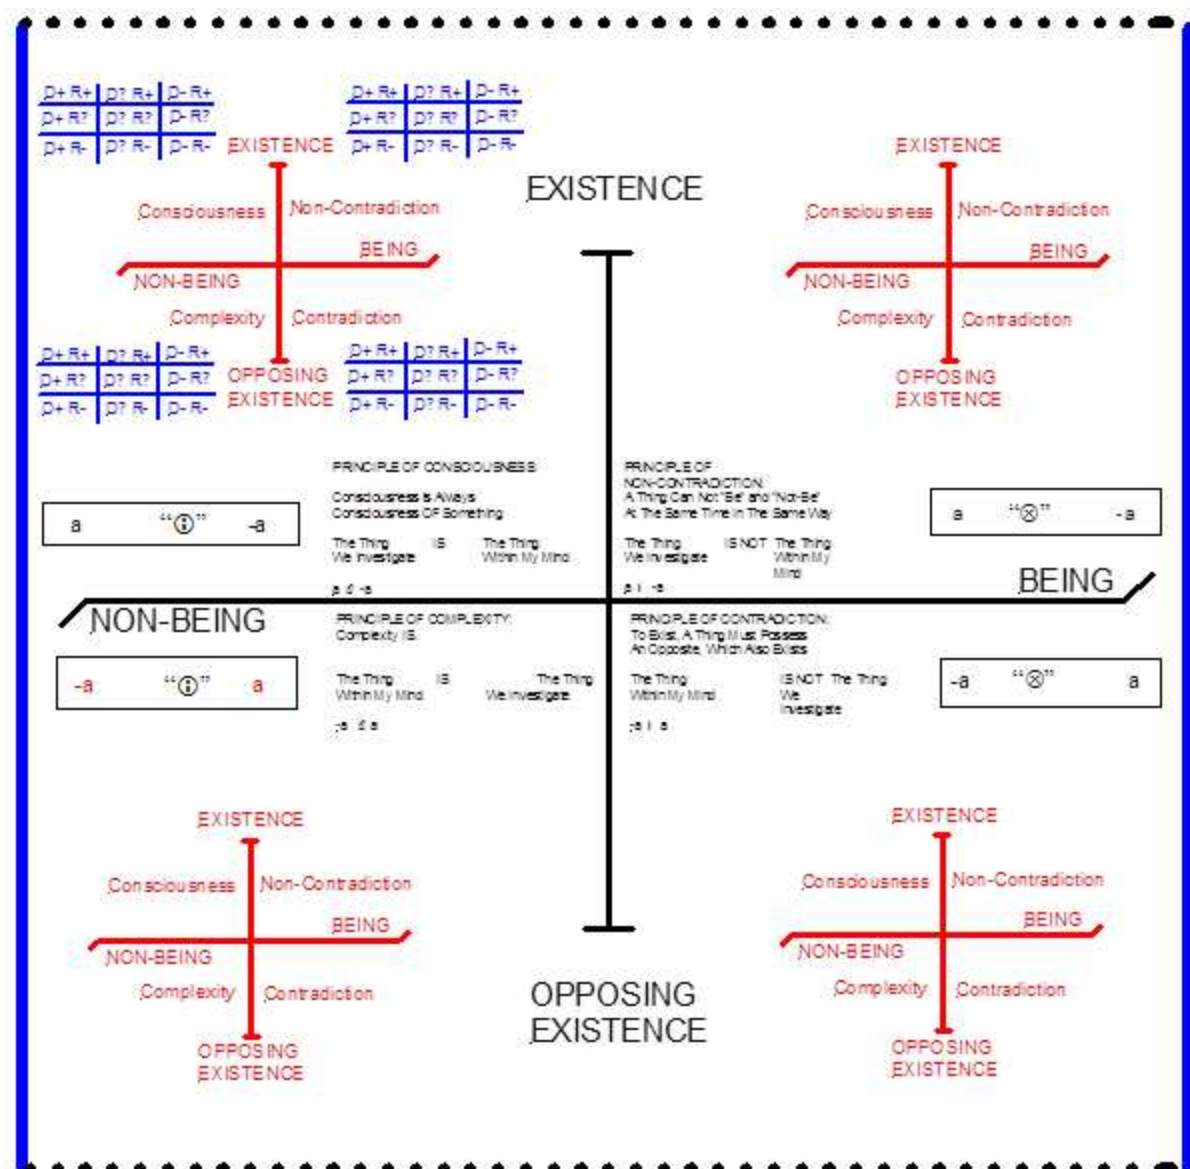 D+ R+ D? R+ D- R+
D+ R? D? R? D- R?
D+ R- D? R- D- R-
D+ R+ D? R+ D- R+
D+ R? D? R? D- R?
D+ R- D? R- D- R-
EXISTENCE
Consciousness Non-Contradiction
BEING
NON-BEING
Complexity Contradiction
OPPOSING
EXISTENCE
D+ R+ D? R+ D- R+
D+ R? D? R? D- R?
D+ R- D? R- D- R-
D+ R+ D? R+ D- R+
D+ R? D? R? D- R?
D+ R- D? R- D- R-
EXISTENCE
EXISTENCE
Consciousness Non-Contradiction
BEING
NON-BEING
Complexity Contradiction
OPPOSING
EXISTENCE
PRINCIPLE OF CONSCIOUSNESS:
Consciousness Is Always
Consciousness OF Something
The Thing IS The Thing
We Investigate Within My Mind
PRINCIPLE OF
NON-CONTRADICTION:
A Thing Can Not "Be" and "Not-Be"
At The Same Time In The Same Way
The Thing IS NOT The Thing
We Investigate Within My
Mind
a -a
a "⊗" -a
BEING
NON-BEING
PRINCIPLE OF COMPLEXITY:
Complexity IS.
The Thing IS The Thing
Within My Mind We Investigate
PRINCIPLE OF CONTRADICTION:
To Exist, A Thing Must Possess
An Opposite, Which Also Exists
The Thing IS NOT The Thing
Within My Mind We
Investigate
-a a
-a "⊗" a
EXISTENCE
Consciousness Non-Contradiction
BEING
NON-BEING
Complexity Contradiction
OPPOSING
EXISTENCE
OPPOSING
EXISTENCE
EXISTENCE
Consciousness Non-Contradiction
BEING
NON-BEING
Complexity Contradiction
OPPOSING
EXISTENCE